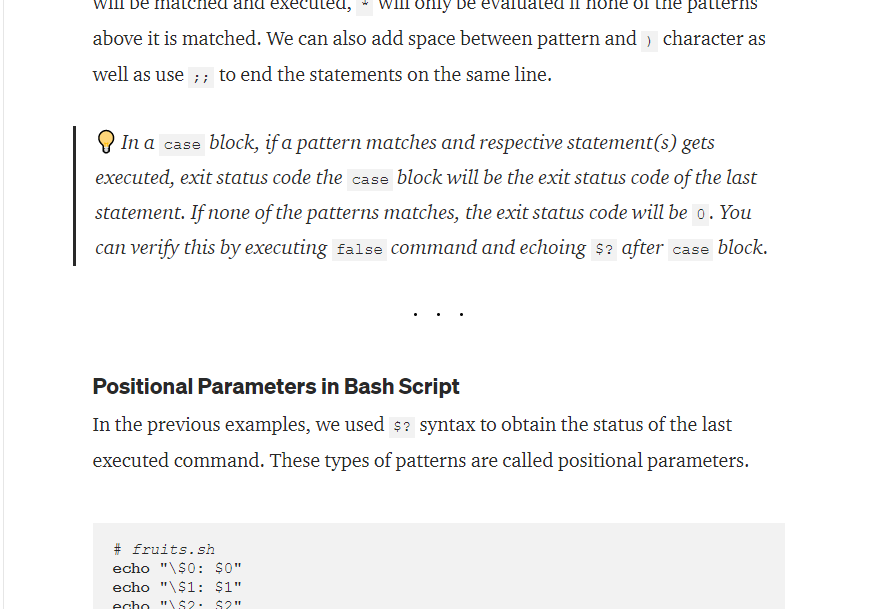 will be matched and executed, * will only be evaluated if none of the patterns
above it is matched. We can also add space between pattern and ) character as
well as use ;; to end the statements on the same line.
In a case block, if a pattern matches and respective statement(s) gets
executed, exit status code the case block will be the exit status code of the last
statement. If none of the patterns matches, the exit status code will be 0. You
can verify this by executing false command and echoing $? after case block.
. . .
Positional Parameters in Bash Script
In the previous examples, we used $? syntax to obtain the status of the last
executed command. These types of patterns are called positional parameters.
# fruits.sh
echo "\$0: $0"
echo "\$1: $1"
echo "\$2: $2"